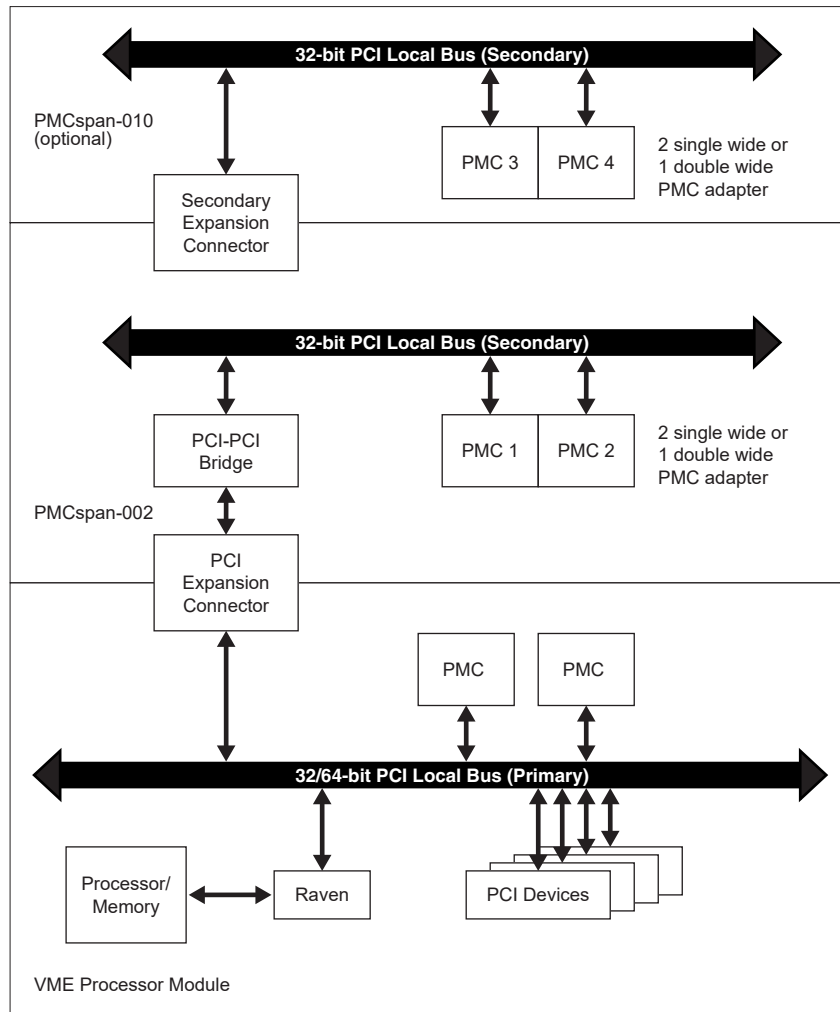 32-bit PCI Local Bus (Secondary)
PMCspan-010
(optional)
PMC 3
PMC 4
2 single wide or
1 double wide
PMC adapter
Secondary
Expansion
Connector
32-bit PCI Local Bus (Secondary)
PCI-PCI
Bridge
PMC 1
PMC 2
2 single wide or
1 double wide
PMC adapter
PMCspan-002
PCI
Expansion
Connector
PMC
PMC
32/64-bit PCI Local Bus (Primary)
Processor/
Memory
Raven
PCI Devices
VME Processor Module